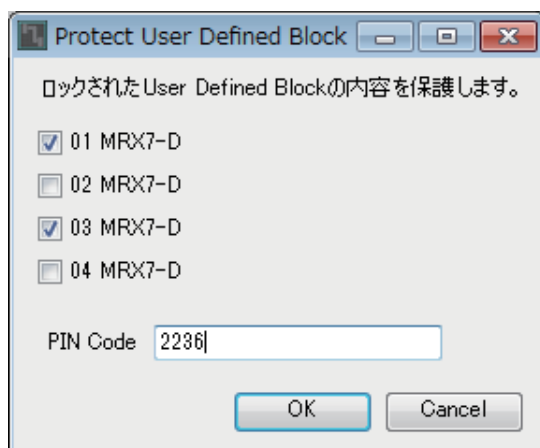 Protect User Defined Block
ロックされたUser Defined Blockの内容を保護します。
01 MRX7-D
02 MRX7-D
03 MRX7-D
04 MRX7-D
PIN Code 2236
OK Cancel